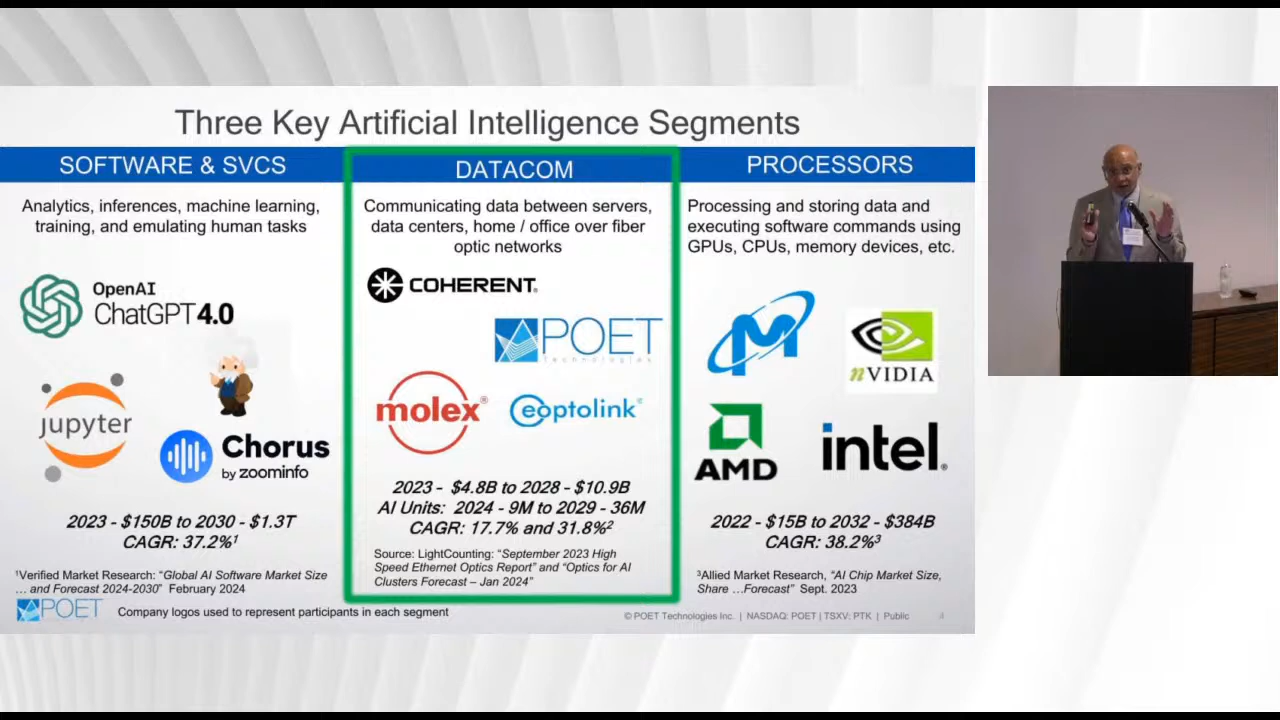 Three Key Artificial Intelligence Segments
SOFTWARE & SVCS
Analytics, inferences, machine learning,
training, and emulating human tasks
OpenAI
ChatGPT 4.0
jupyter
Chorus
by zoominfo
2023 - $150B to 2030 - $1.3T
CAGR: 37.2%¹
¹Verified Market Research: “Global AI Software Market Size
... and Forecast 2024-2030” February 2024
DATACOM
Communicating data between servers,
data centers, home / office over fiber
optic networks
COHERENT®
POET
Technologies
molex®
eoptolink®
2023 - $4.8B to 2028 - $10.9B
AI Units: 2024 - 9M to 2029 - 36M
CAGR: 17.7% and 31.8%²
Source: LightCounting: “September 2023 High
Speed Ethernet Optics Report” and “Optics for AI
Clusters Forecast – Jan 2024”
PROCESSORS
Processing and storing data and
executing software commands using
GPUs, CPUs, memory devices, etc.
M
nVIDIA
AMD
intel®
2022 - $15B to 2032 - $384B
CAGR: 38.2%³
³Allied Market Research, “AI Chip Market Size,
Share ...Forecast” Sept. 2023
POET
Company logos used to represent participants in each segment
© POET Technologies Inc. | NASDAQ: POET | TSXV: PTK | Public